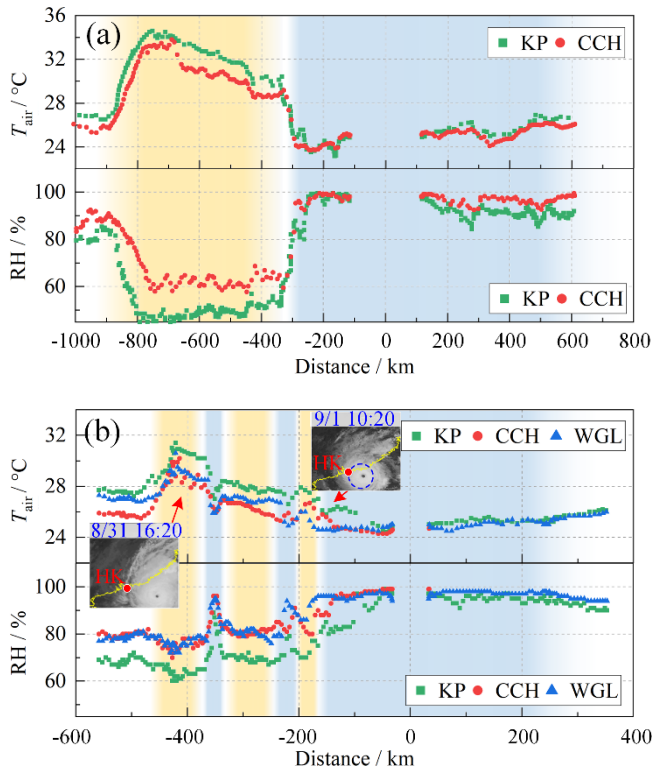 (a)
36
32
28
24
T_air / °C
KP CCH
100
80
60
RH / %
KP CCH
-1000 -800 -600 -400 -200 0 200 400 600 800
Distance / km
(b)
9/1 10:20
HK
KP CCH WGL
32
28
24
T_air / °C
8/31 16:20
HK
100
80
60
RH / %
KP CCH WGL
-600 -400 -200 0 200 400
Distance / km